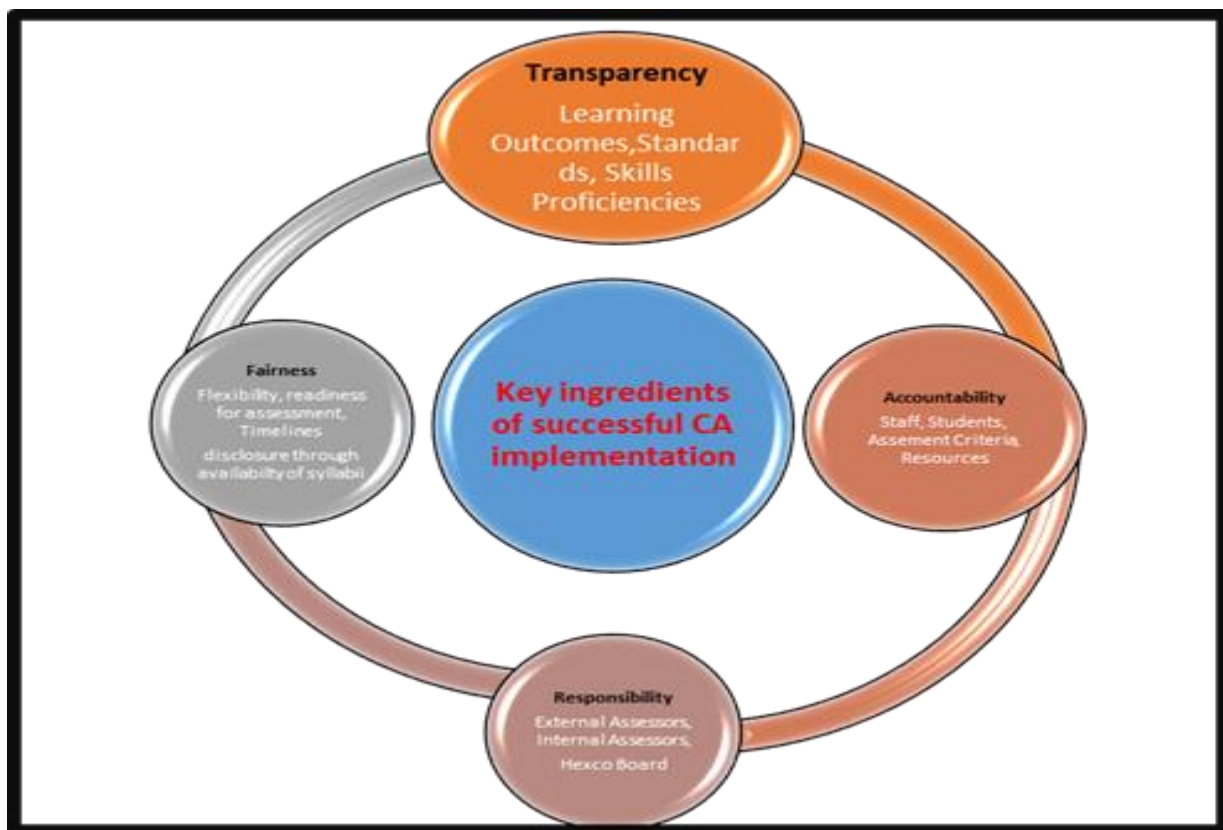 Transparency
Learning
Outcomes,Standar
ds, Skills
Proficiencies
Fairness
Flexibility, readiness
for assessment,
Timelines
disclosure through
availabilty of syllabii
Key ingredients
of successful CA
implementation
Accountability
Staff, Students,
Assement Criteria,
Resources
Responsibility
External Assessors,
Internal Assessors,
Hexco Board